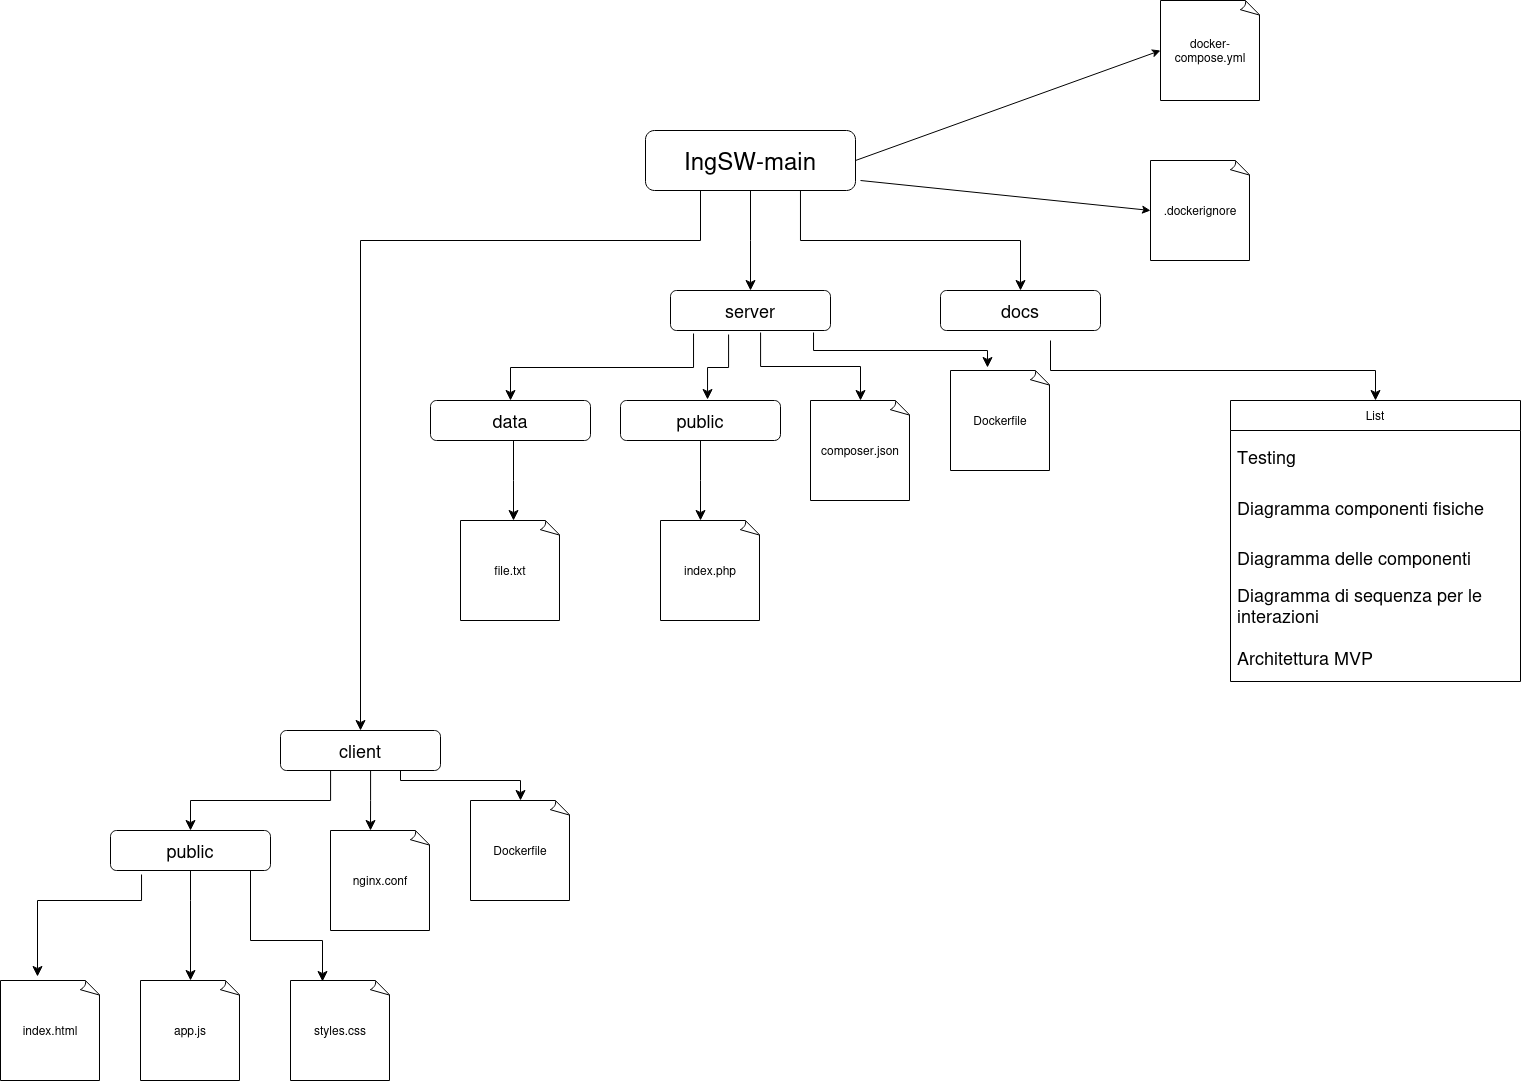 docker-
compose.yml
IngSW-main
.dockerignore
server
docs
data
public
composer.json
Dockerfile
List
Testing
Diagramma componenti fisiche
Diagramma delle componenti
Diagramma di sequenza per le
interazioni
Architettura MVP
file.txt
index.php
client
public
nginx.conf
Dockerfile
index.html
app.js
styles.css